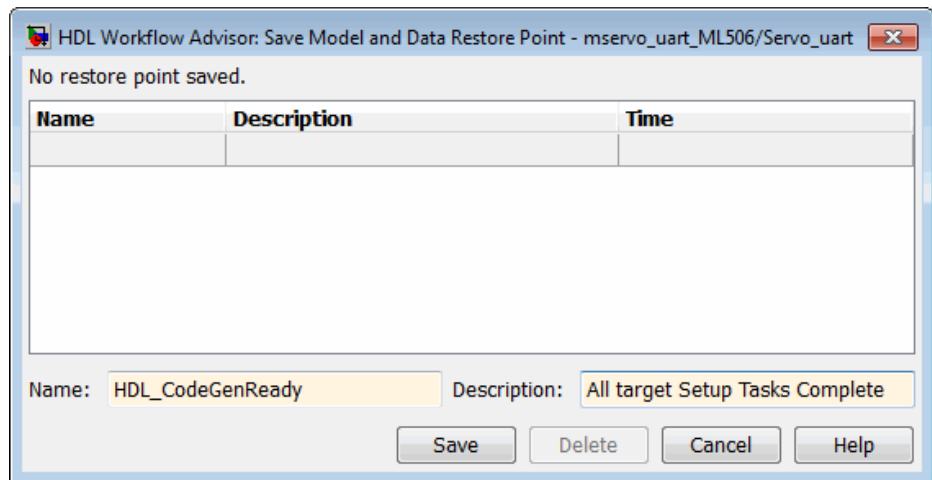 HDL Workflow Advisor: Save Model and Data Restore Point - mservo_uart_ML506/Servo_uart
No restore point saved.
Name Description Time
Name: HDL_CodeGenReady Description: All target Setup Tasks Complete
Save Delete Cancel Help